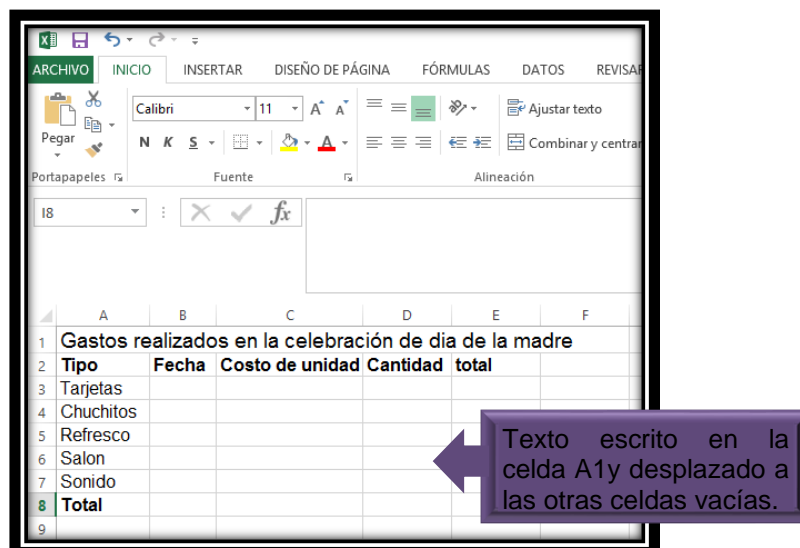 ARCHIVO INICIO INSERTAR DISEÑO DE PÁGINA FÓRMULAS DATOS REVISAR
Calibri 11 A A Ajustar texto
Pegar N K S A Combinar y centrar
Portapapeles Fuente Alineación
I8 fx
A B C D E F
1 Gastos realizados en la celebración de dia de la madre
2 Tipo Fecha Costo de unidad Cantidad total
3 Tarjetas
4 Chuchitos
5 Refresco
6 Salon
7 Sonido
8 Total
9
Texto escrito en la
celda A1y desplazado a
las otras celdas vacías.